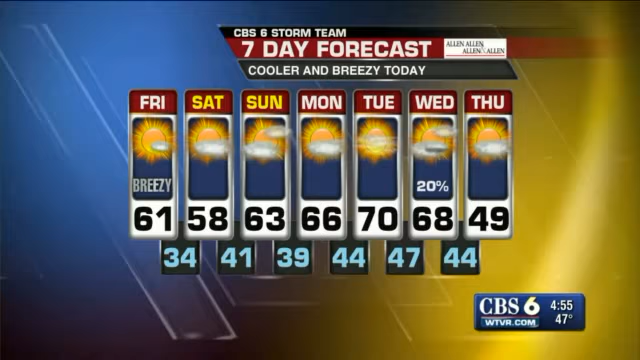 CBS 6 STORM TEAM
7 DAY FORECAST
ALLEN ALLEN
ALLEN & ALLEN
COOLER AND BREEZY TODAY
FRI SAT SUN MON TUE WED THU
BREEZY 20%
61 58 63 66 70 68 49
34 41 39 44 47 44
CBS 6 4:55
WTVR.COM 47°